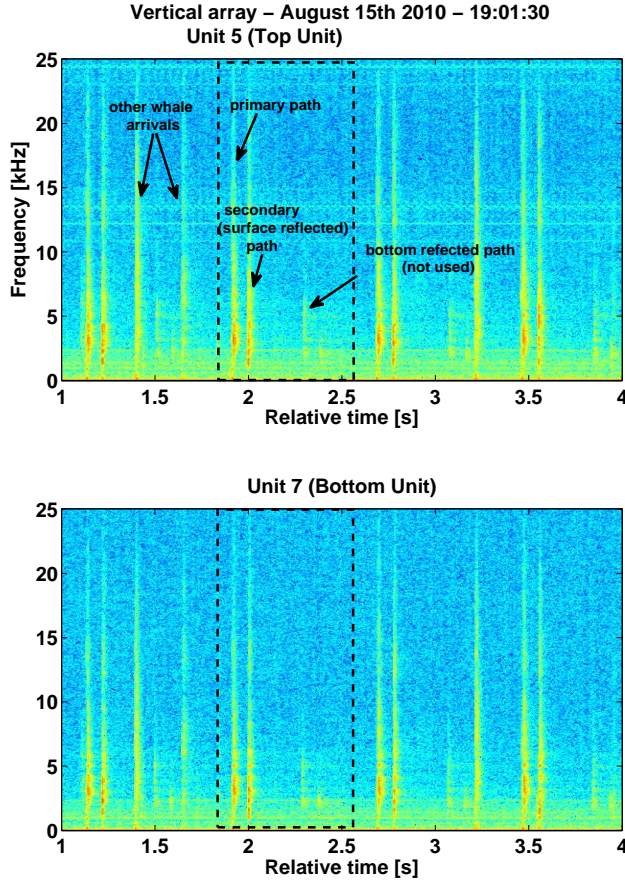 Vertical array – August 15th 2010 – 19:01:30
Unit 5 (Top Unit)
25
20
15
10
5
0
Frequency [kHz]
other whale
arrivals
primary path
secondary
(surface reflected)
path
bottom refected path
(not used)
1
1.5
2
2.5
3
3.5
4
Relative time [s]
Unit 7 (Bottom Unit)
25
20
15
10
5
0
1
1.5
2
2.5
3
3.5
4
Relative time [s]